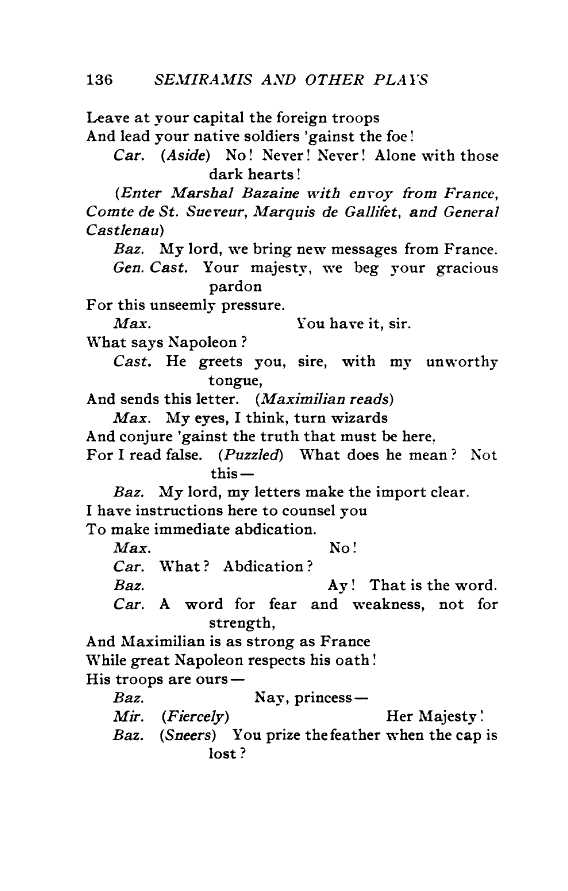 136 SEMIRAMIS AND OTHER PLAYS
Leave at your capital the foreign troops
And lead your native soldiers 'gainst the foe!
Car. (Aside) No! Never! Never! Alone with those
dark hearts!
(Enter Marshal Bazaine with envoy from France,
Comte de St. Sueveur, Marquis de Gallifet, and General
Castlenau)
Baz. My lord, we bring new messages from France.
Gen. Cast. Your majesty, we beg your gracious
pardon
For this unseemly pressure.
Max. You have it, sir.
What says Napoleon?
Cast. He greets you, sire, with my unworthy
tongue,
And sends this letter. (Maximilian reads)
Max. My eyes, I think, turn wizards
And conjure 'gainst the truth that must be here.
For I read false. (Puzzled) What does he mean? Not
this—
Baz. My lord, my letters make the import clear.
I have instructions here to counsel you
To make immediate abdication.
Max. No!
Car. What? Abdication?
Baz. Ay! That is the word.
Car. A word for fear and weakness, not for
strength,
And Maximilian is as strong as France
While great Napoleon respects his oath!
His troops are ours—
Baz. Nay, princess—
Mir. (Fiercely) Her Majesty!
Baz. (Sneers) You prize the feather when the cap is
lost?